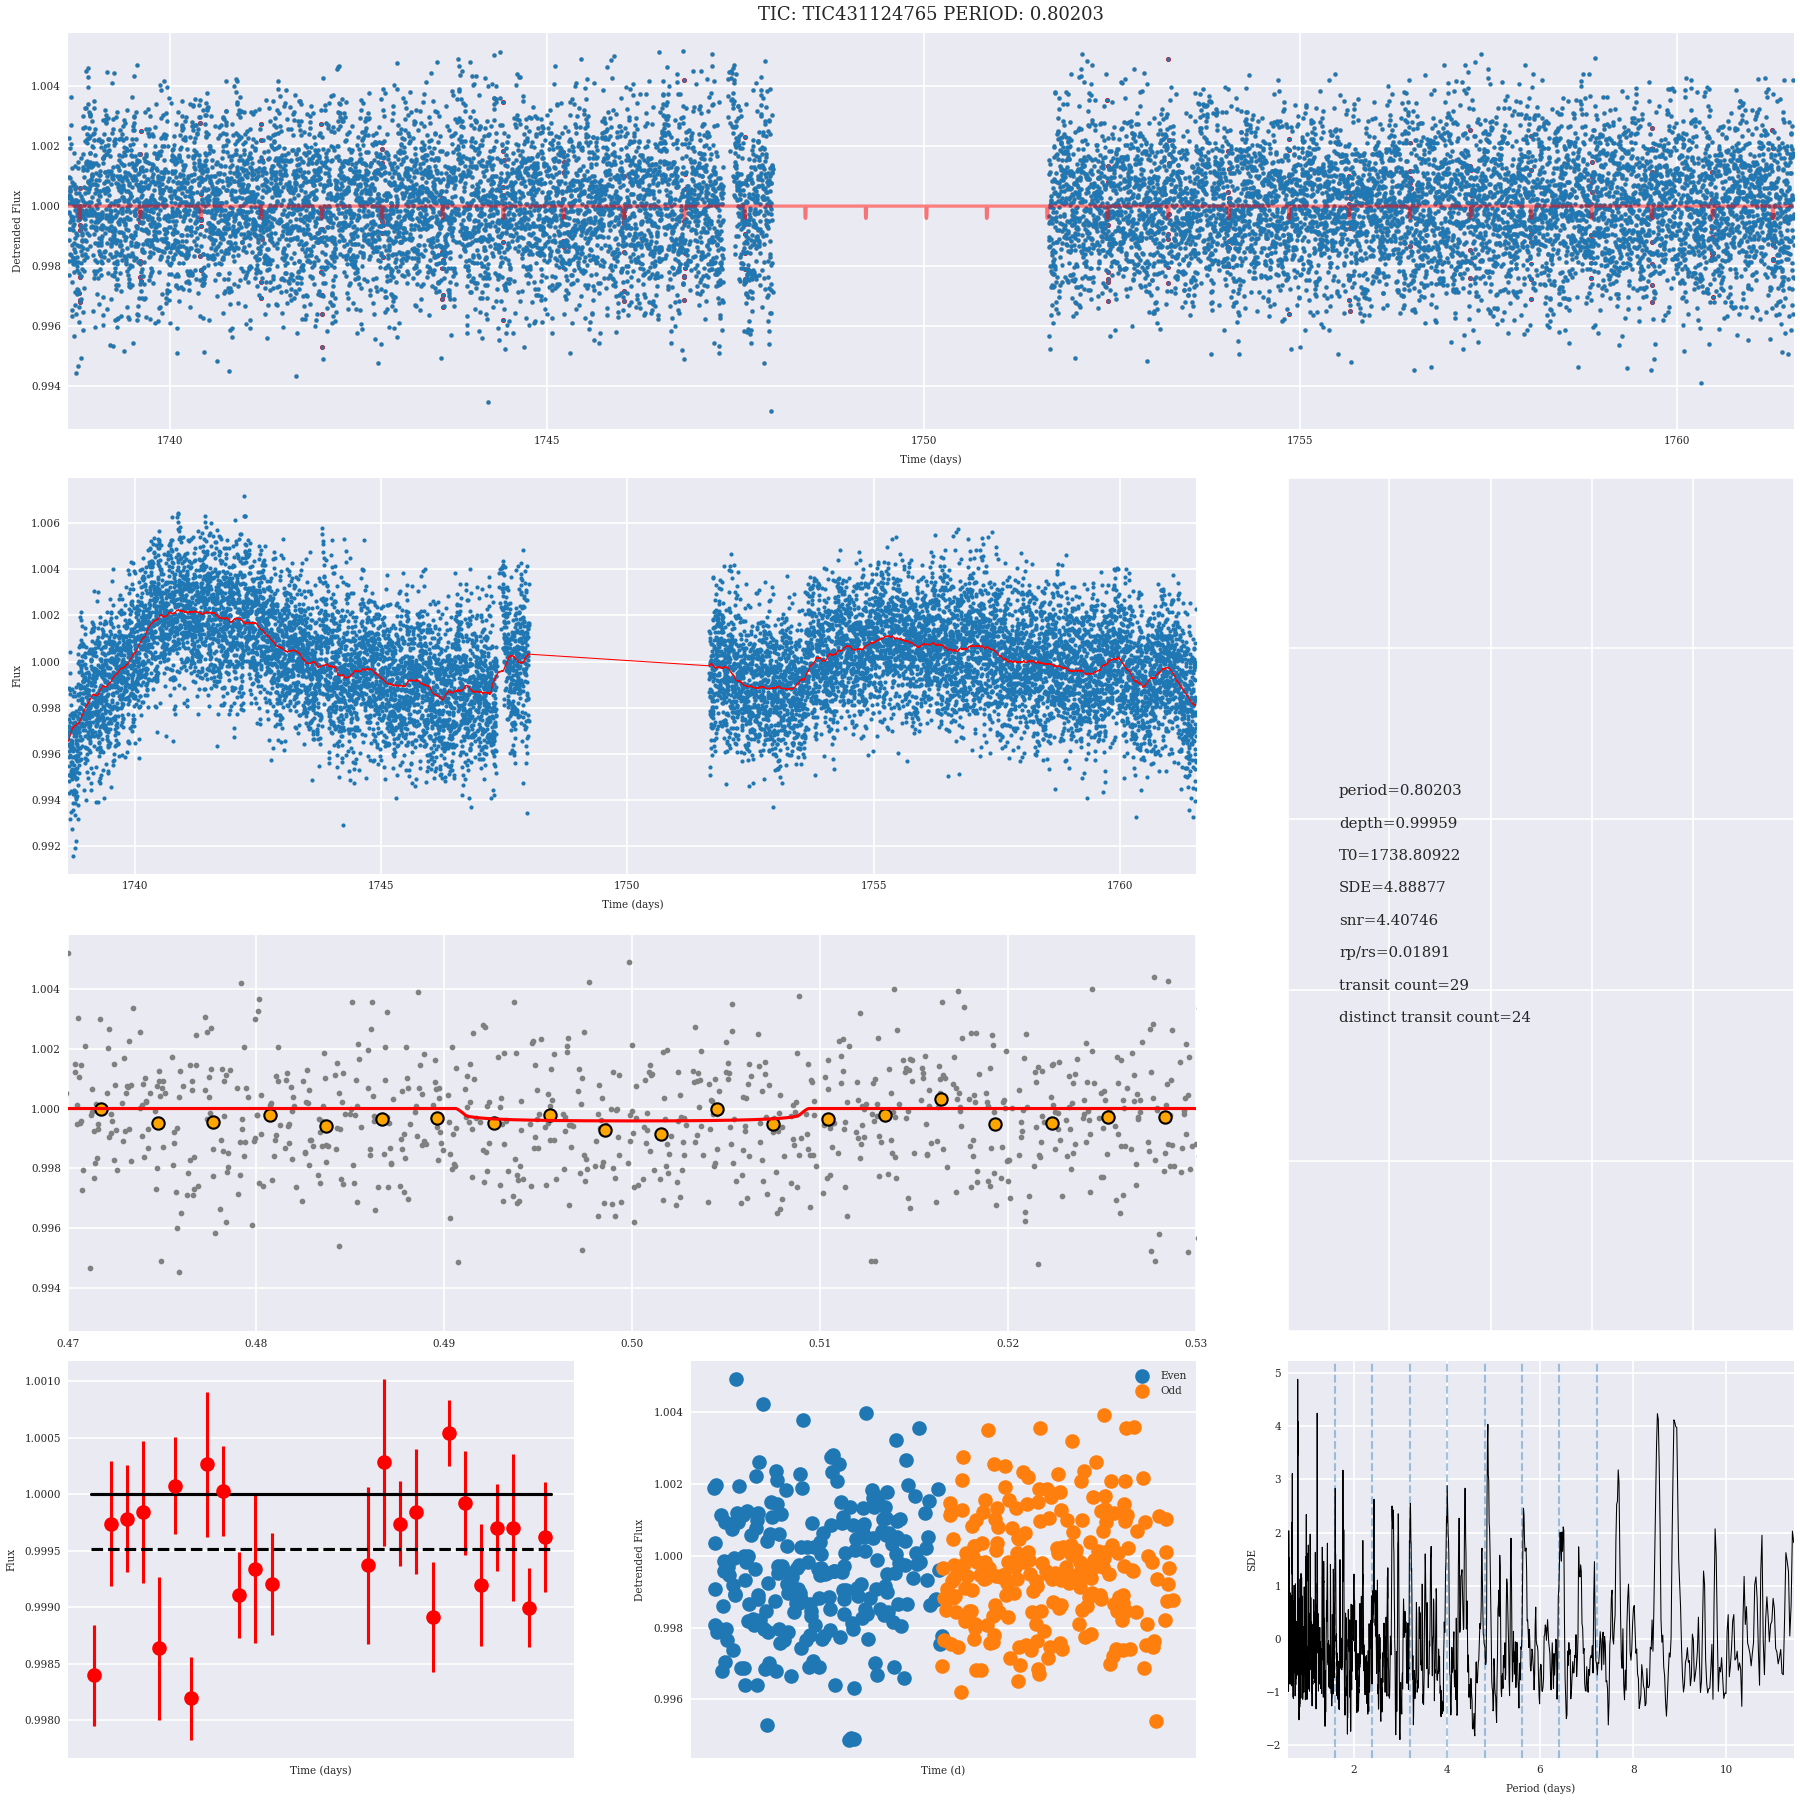 TIC: TIC431124765 PERIOD: 0.80203
1.004
1.002
1.000
0.998
0.996
0.994
Detrended Flux
1740
1745
1750
1755
1760
Time (days)
1.006
1.004
1.002
1.000
0.998
0.996
0.994
0.992
Flux
1740
1745
1750
1755
1760
Time (days)
period=0.80203
depth=0.99959
T0=1738.80922
SDE=4.88877
snr=4.40746
rp/rs=0.01891
transit count=29
distinct transit count=24
1.004
1.002
1.000
0.998
0.996
0.994
0.47
0.48
0.49
0.50
0.51
0.52
0.53
1.0010
1.0005
1.0000
0.9995
0.9990
0.9985
0.9980
Flux
Time (days)
Even
Odd
1.004
1.002
1.000
0.998
0.996
Detrended Flux
Time (d)
5
4
3
2
1
0
−1
−2
SDE
2
4
6
8
10
Period (days)